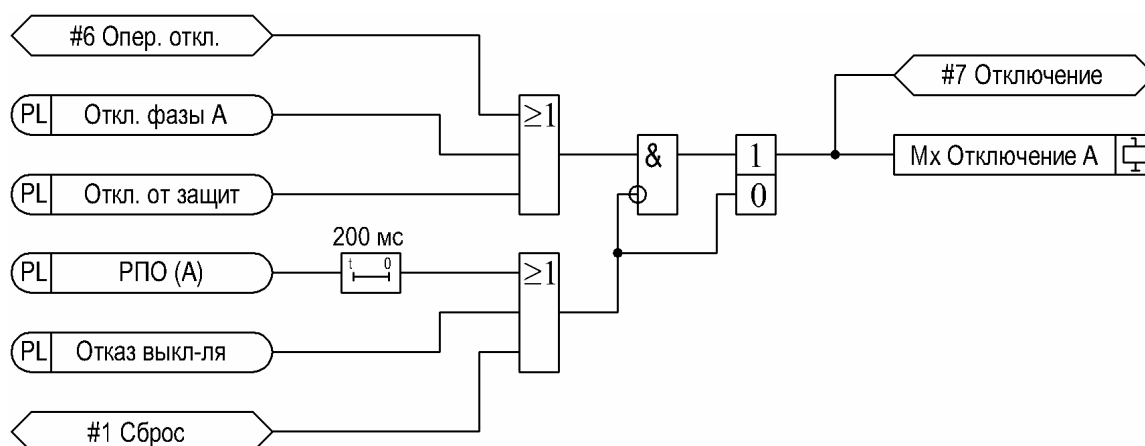 #6 Опер. откл.
#7 Отключение
PL Откл. фазы А
≥1
&
1
Мх Отключение А
PL Откл. от защит
0
200 мс
t 0
PL РПО (А)
≥1
PL Отказ выкл-ля
#1 Сброс